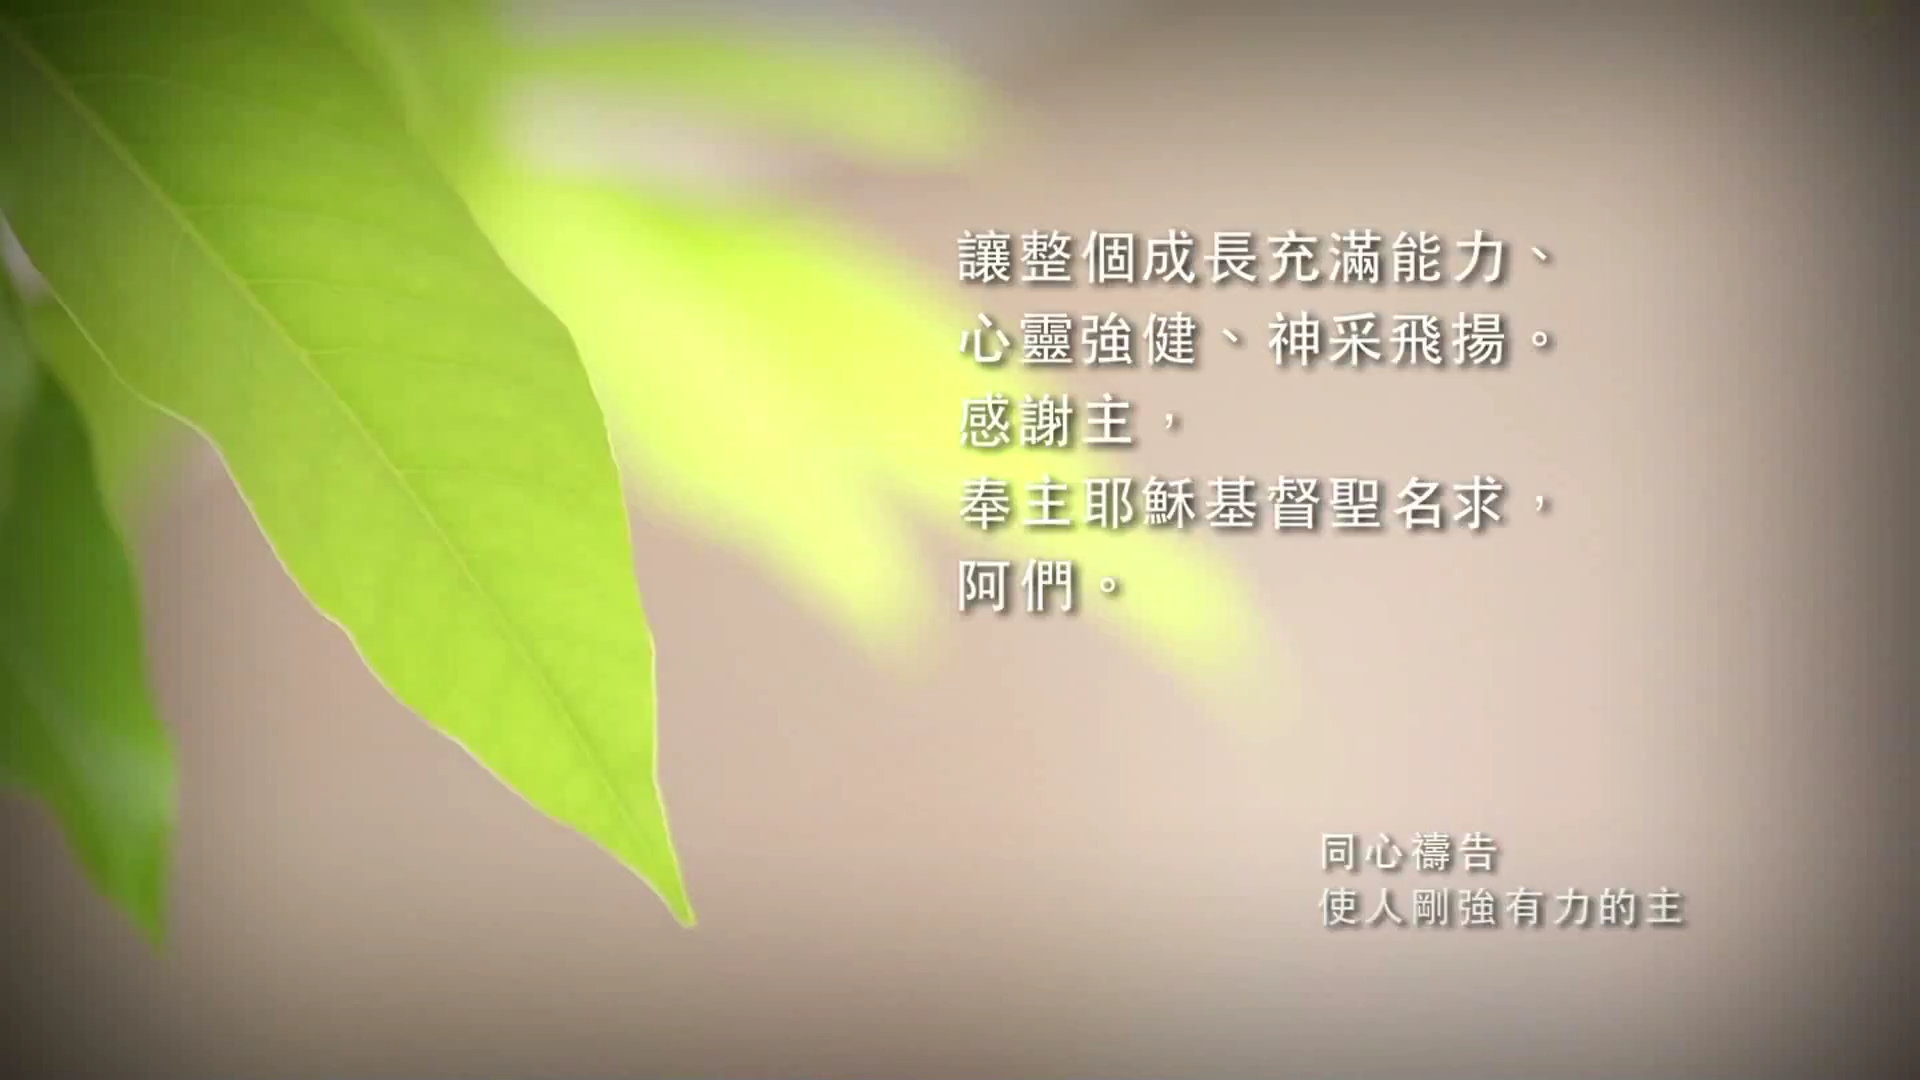 讓整個成長充滿能力、
心靈強健、神采飛揚。
感謝主，
奉主耶穌基督聖名求，
阿們。
同心禱告
使人剛強有力的主